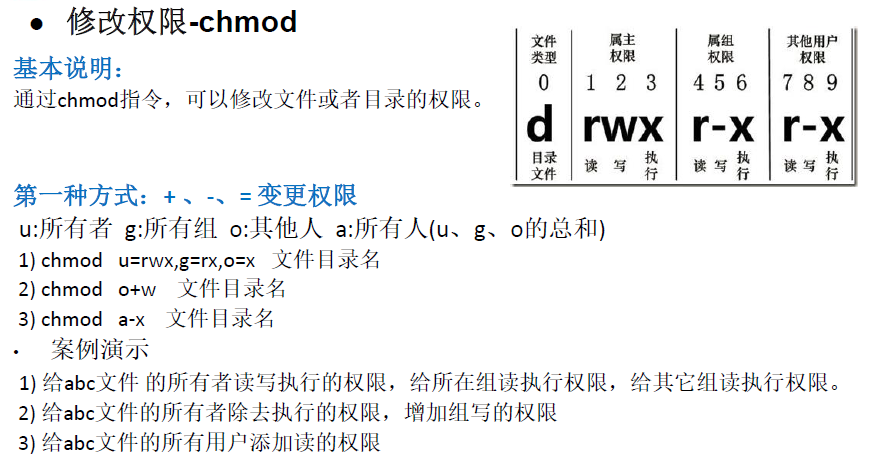 ● 修改权限-chmod
基本说明：
通过chmod指令，可以修改文件或者目录的权限。
文件类型 属主权限 属组权限 其他用户权限
0 1 2 3 4 5 6 7 8 9
d rwx r-x r-x
目录文件 读 写 执行 读 写 执行 读 写 执行
第一种方式：+ 、-、= 变更权限
u:所有者 g:所有组 o:其他人 a:所有人(u、g、o的总和)
1) chmod u=rwx,g=rx,o=x 文件目录名
2) chmod o+w 文件目录名
3) chmod a-x 文件目录名
• 案例演示
1) 给abc文件 的所有者读写执行的权限，给所在组读执行权限，给其它组读执行权限。
2) 给abc文件的所有者除去执行的权限，增加组写的权限
3) 给abc文件的所有用户添加读的权限